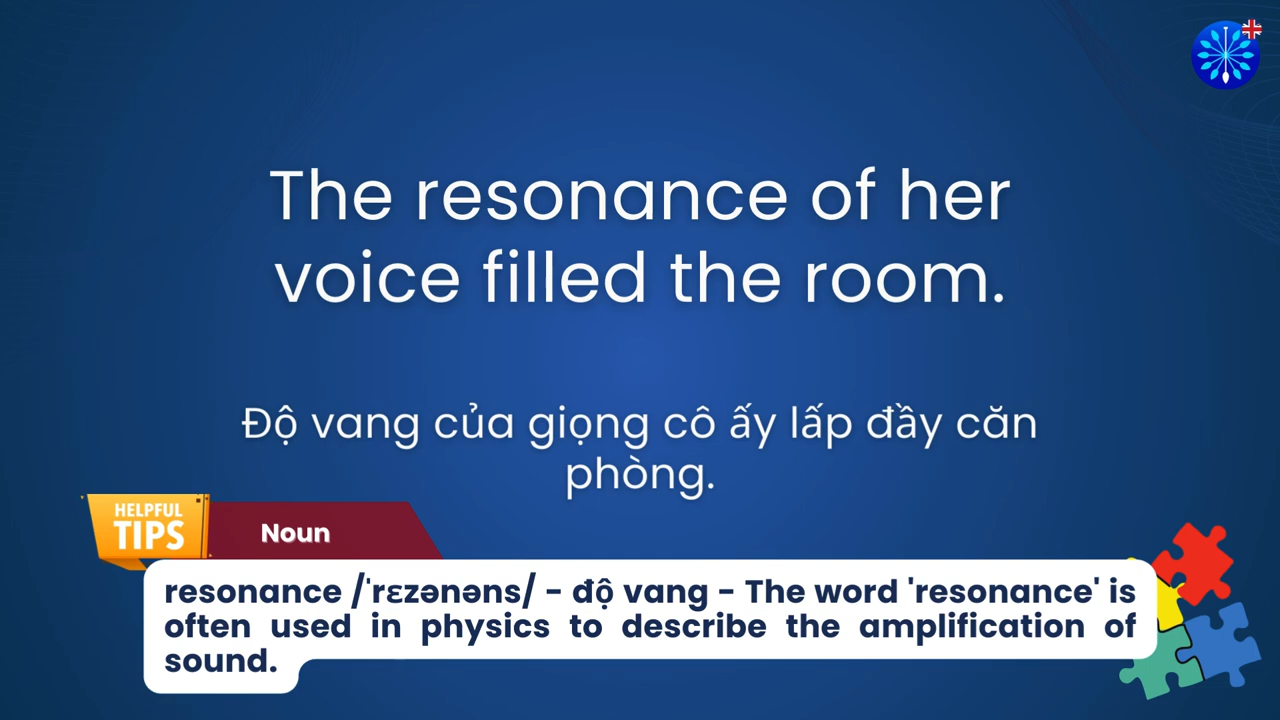 The resonance of her
voice filled the room.
Độ vang của giọng cô ấy lấp đầy căn
phòng.
HELPFUL
TIPS
Noun
resonance /ˈrɛzənəns/ - độ vang - The word 'resonance' is
often used in physics to describe the amplification of
sound.